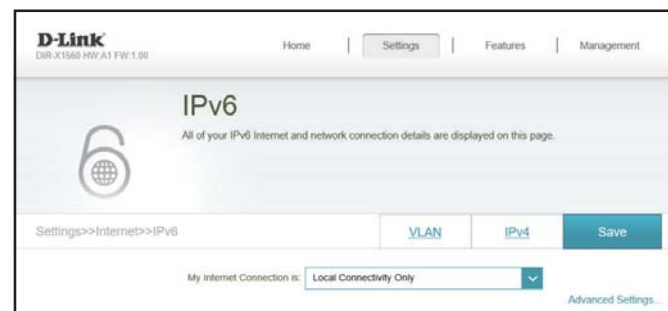 D-Link
DIR-X1560 HW:A1 FW:1.00
Home | Settings | Features | Management
IPv6
All of your IPv6 Internet and network connection details are displayed on this page.
Settings>>Internet>>IPv6
VLAN
IPv4
Save
My Internet Connection is: Local Connectivity Only
Advanced Settings...